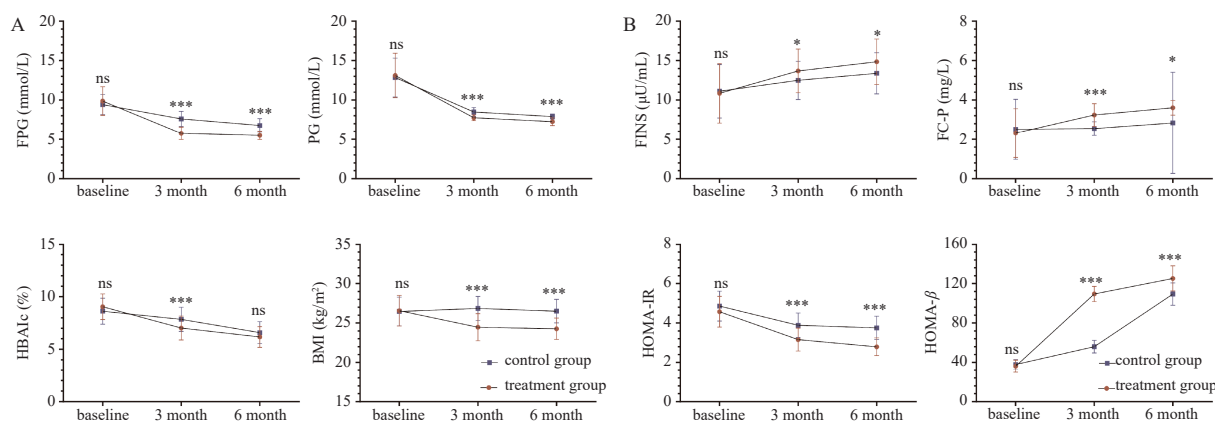 A
FPG (mmol/L)
20
15
10
5
0
ns
***
***
baseline
3 month
6 month
PG (mmol/L)
20
15
10
5
0
ns
***
***
baseline
3 month
6 month
B
FINS (μU/mL)
20
15
10
5
0
ns
*
*
baseline
3 month
6 month
FC-P (mg/L)
8
6
4
2
0
ns
***
*
baseline
3 month
6 month
HBAIc (%)
15
10
5
0
ns
***
ns
baseline
3 month
6 month
BMI (kg/m²)
35
30
25
20
15
ns
***
***
control group
treatment group
baseline
3 month
6 month
HOMA-IR
8
6
4
2
0
ns
***
***
baseline
3 month
6 month
HOMA-β
160
120
80
40
0
ns
***
***
control group
treatment group
baseline
3 month
6 month